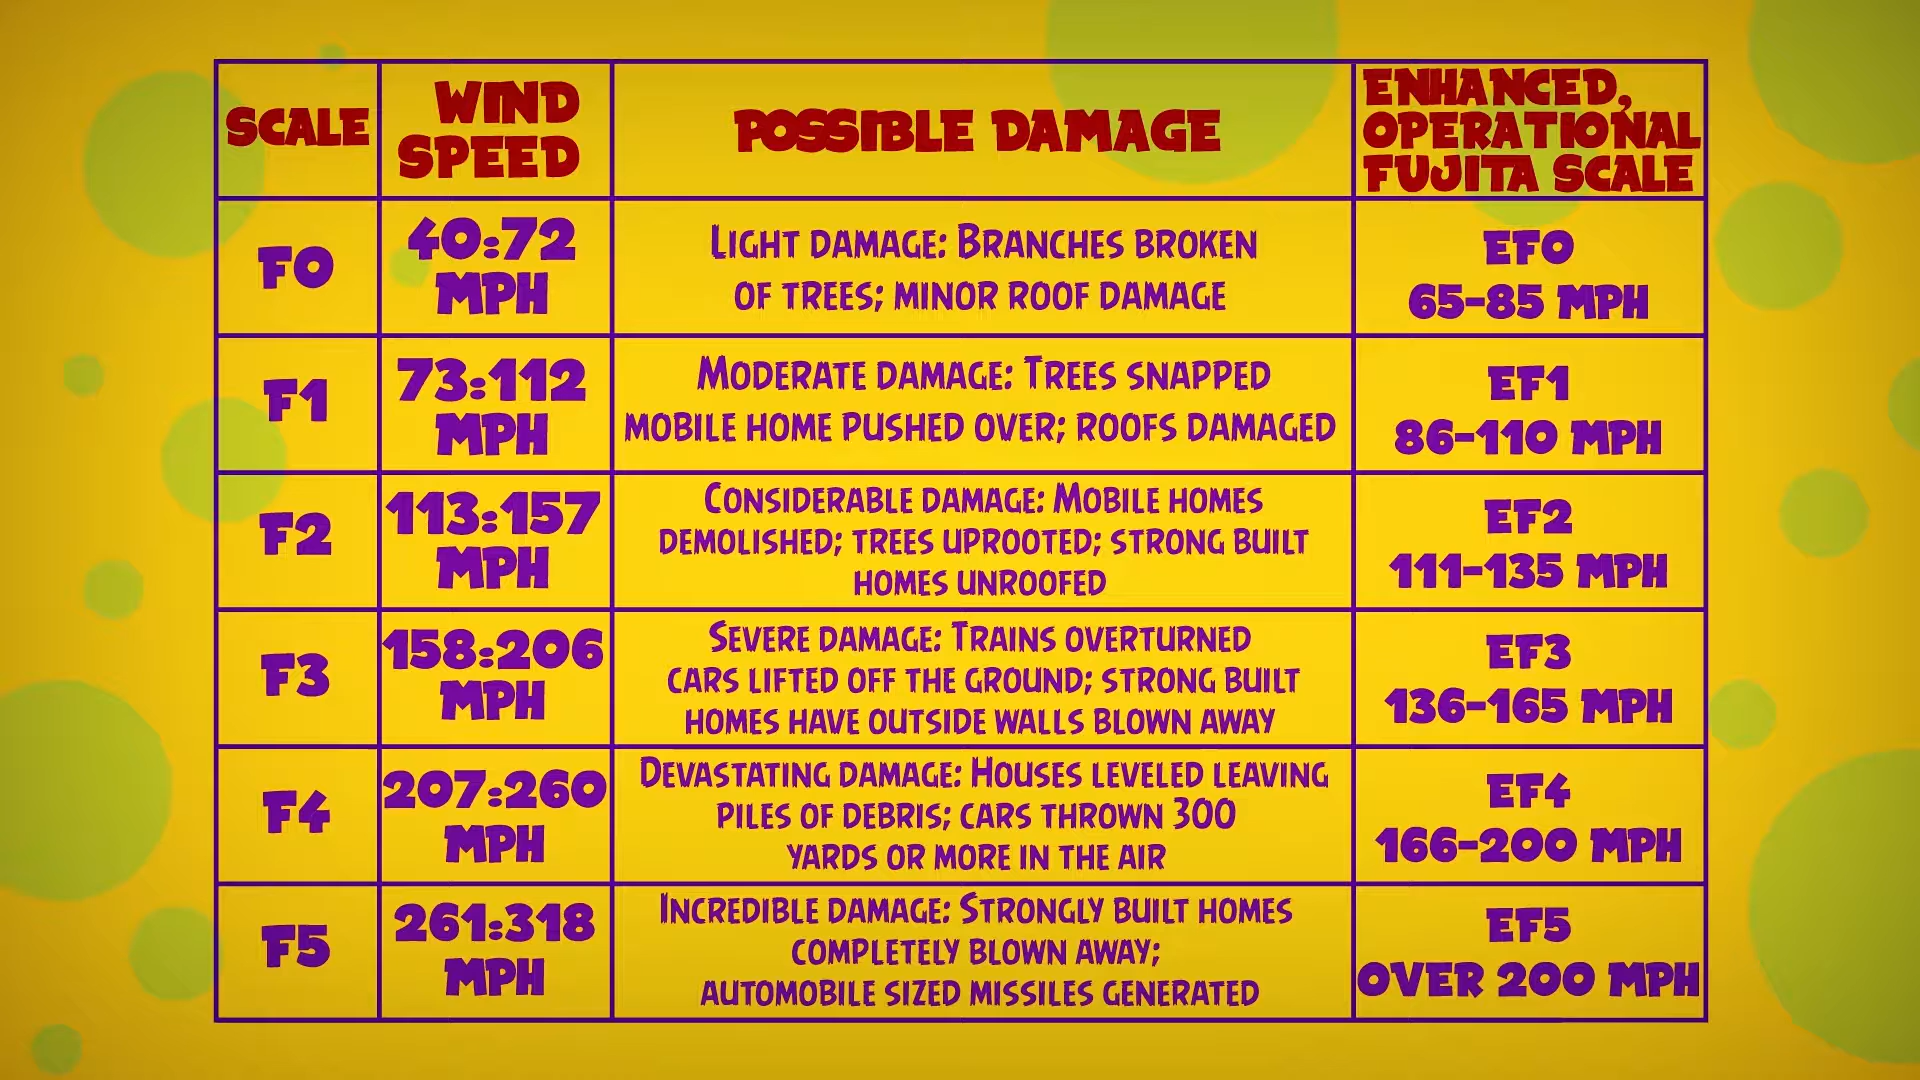 SCALE
WIND
SPEED
POSSIBLE DAMAGE
ENHANCED,
OPERATIONAL
FUJITA SCALE
F0
40:72
MPH
LIGHT DAMAGE: BRANCHES BROKEN
OF TREES; MINOR ROOF DAMAGE
EF0
65-85 MPH
F1
73:112
MPH
MODERATE DAMAGE: TREES SNAPPED
MOBILE HOME PUSHED OVER; ROOFS DAMAGED
EF1
86-110 MPH
F2
113:157
MPH
CONSIDERABLE DAMAGE: MOBILE HOMES
DEMOLISHED; TREES UPROOTED; STRONG BUILT
HOMES UNROOFED
EF2
111-135 MPH
F3
158:206
MPH
SEVERE DAMAGE: TRAINS OVERTURNED
CARS LIFTED OFF THE GROUND; STRONG BUILT
HOMES HAVE OUTSIDE WALLS BLOWN AWAY
EF3
136-165 MPH
F4
207:260
MPH
DEVASTATING DAMAGE: HOUSES LEVELED LEAVING
PILES OF DEBRIS; CARS THROWN 300
YARDS OR MORE IN THE AIR
EF4
166-200 MPH
F5
261:318
MPH
INCREDIBLE DAMAGE: STRONGLY BUILT HOMES
COMPLETELY BLOWN AWAY;
AUTOMOBILE SIZED MISSILES GENERATED
EF5
OVER 200 MPH